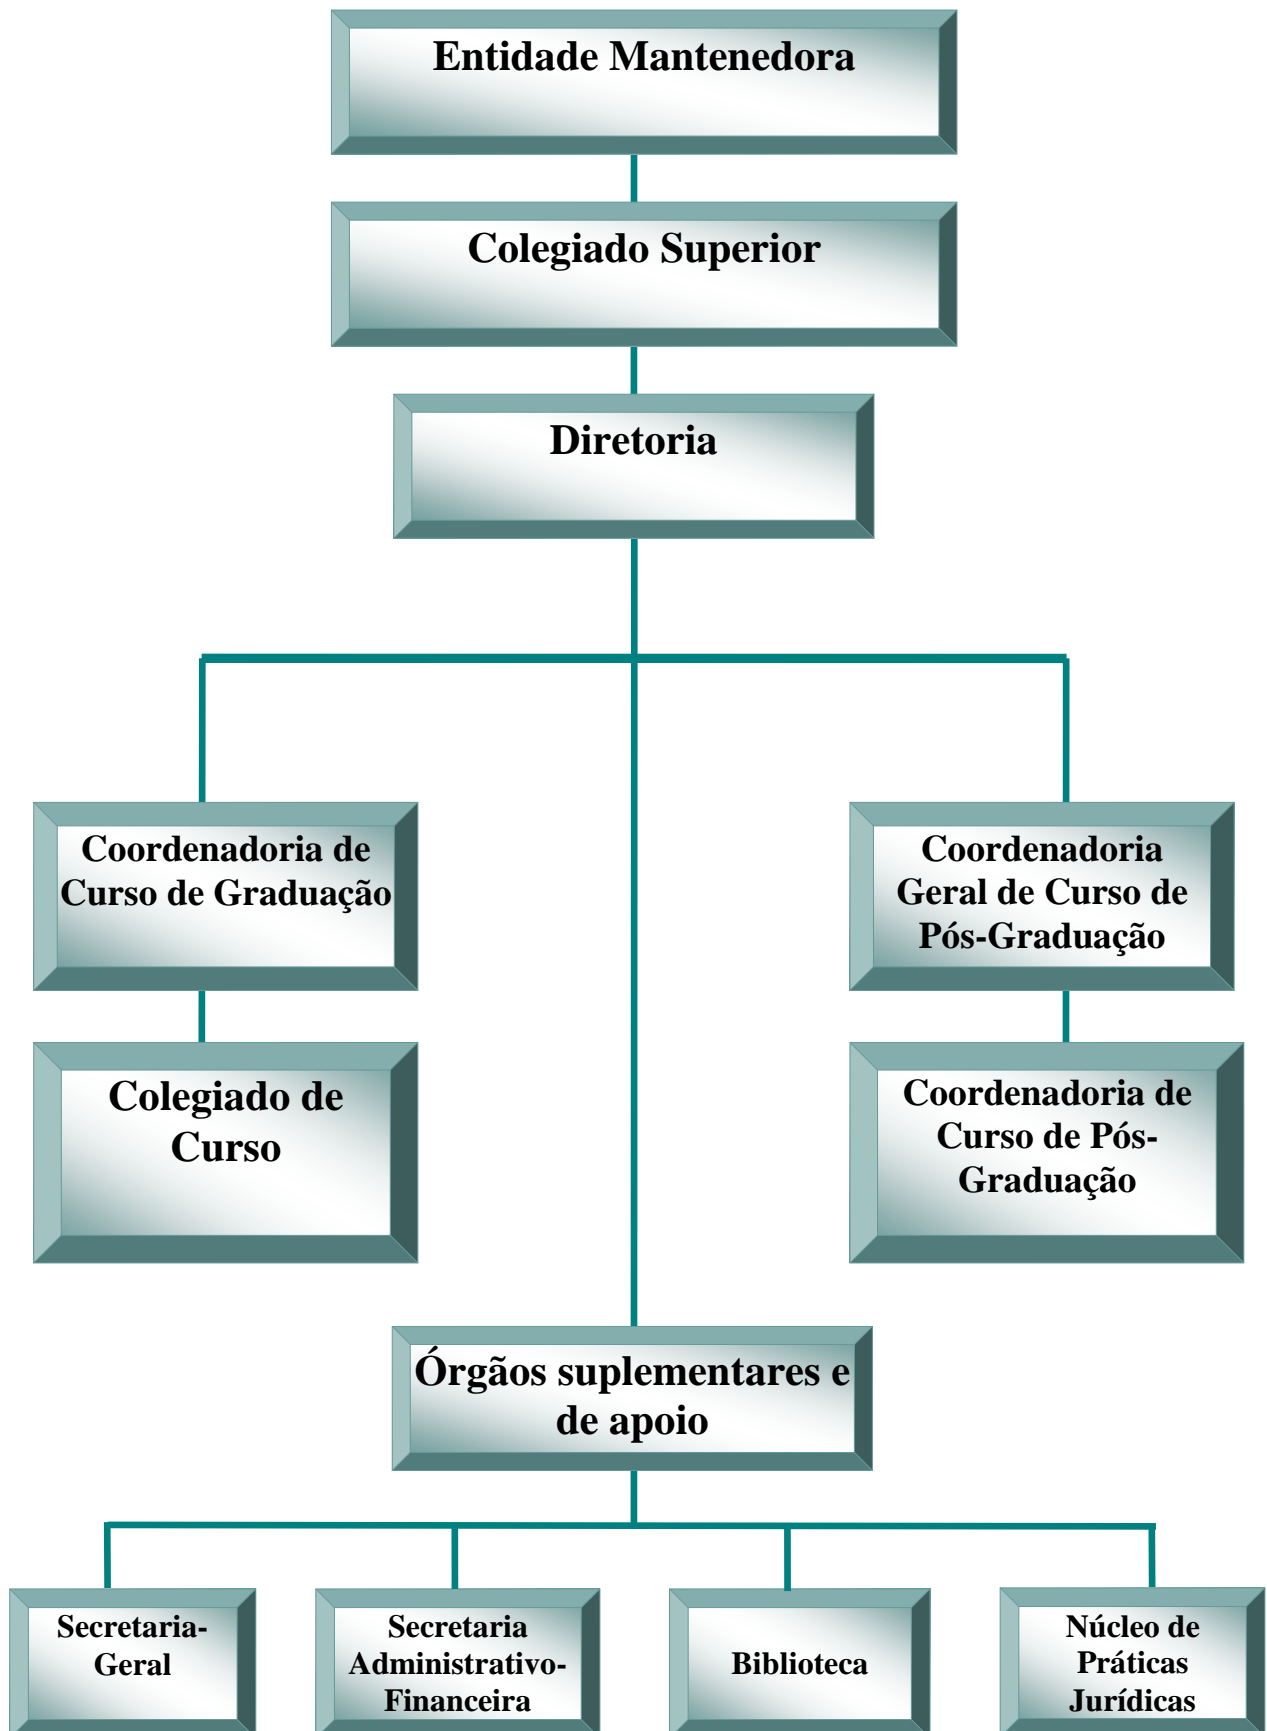 Entidade Mantenedora
Colegiado Superior
Diretoria
Coordenadoria de
Curso de Graduação
Coordenadoria
Geral de Curso de
Pós-Graduação
Colegiado de
Curso
Coordenadoria de
Curso de Pós-
Graduação
Órgãos suplementares e
de apoio
Secretaria-
Geral
Secretaria
Administrativo-
Financeira
Biblioteca
Núcleo de
Práticas
Jurídicas